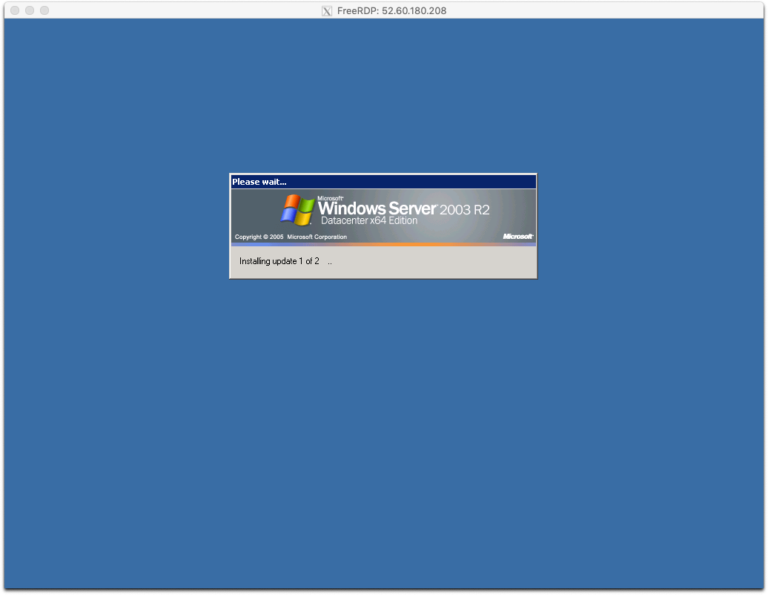 FreeRDP: 52.60.180.208
Please wait...
Microsoft
Windows Server 2003 R2
Datacenter x64 Edition
Copyright © 2005 Microsoft Corporation Microsoft
Installing update 1 of 2 ..